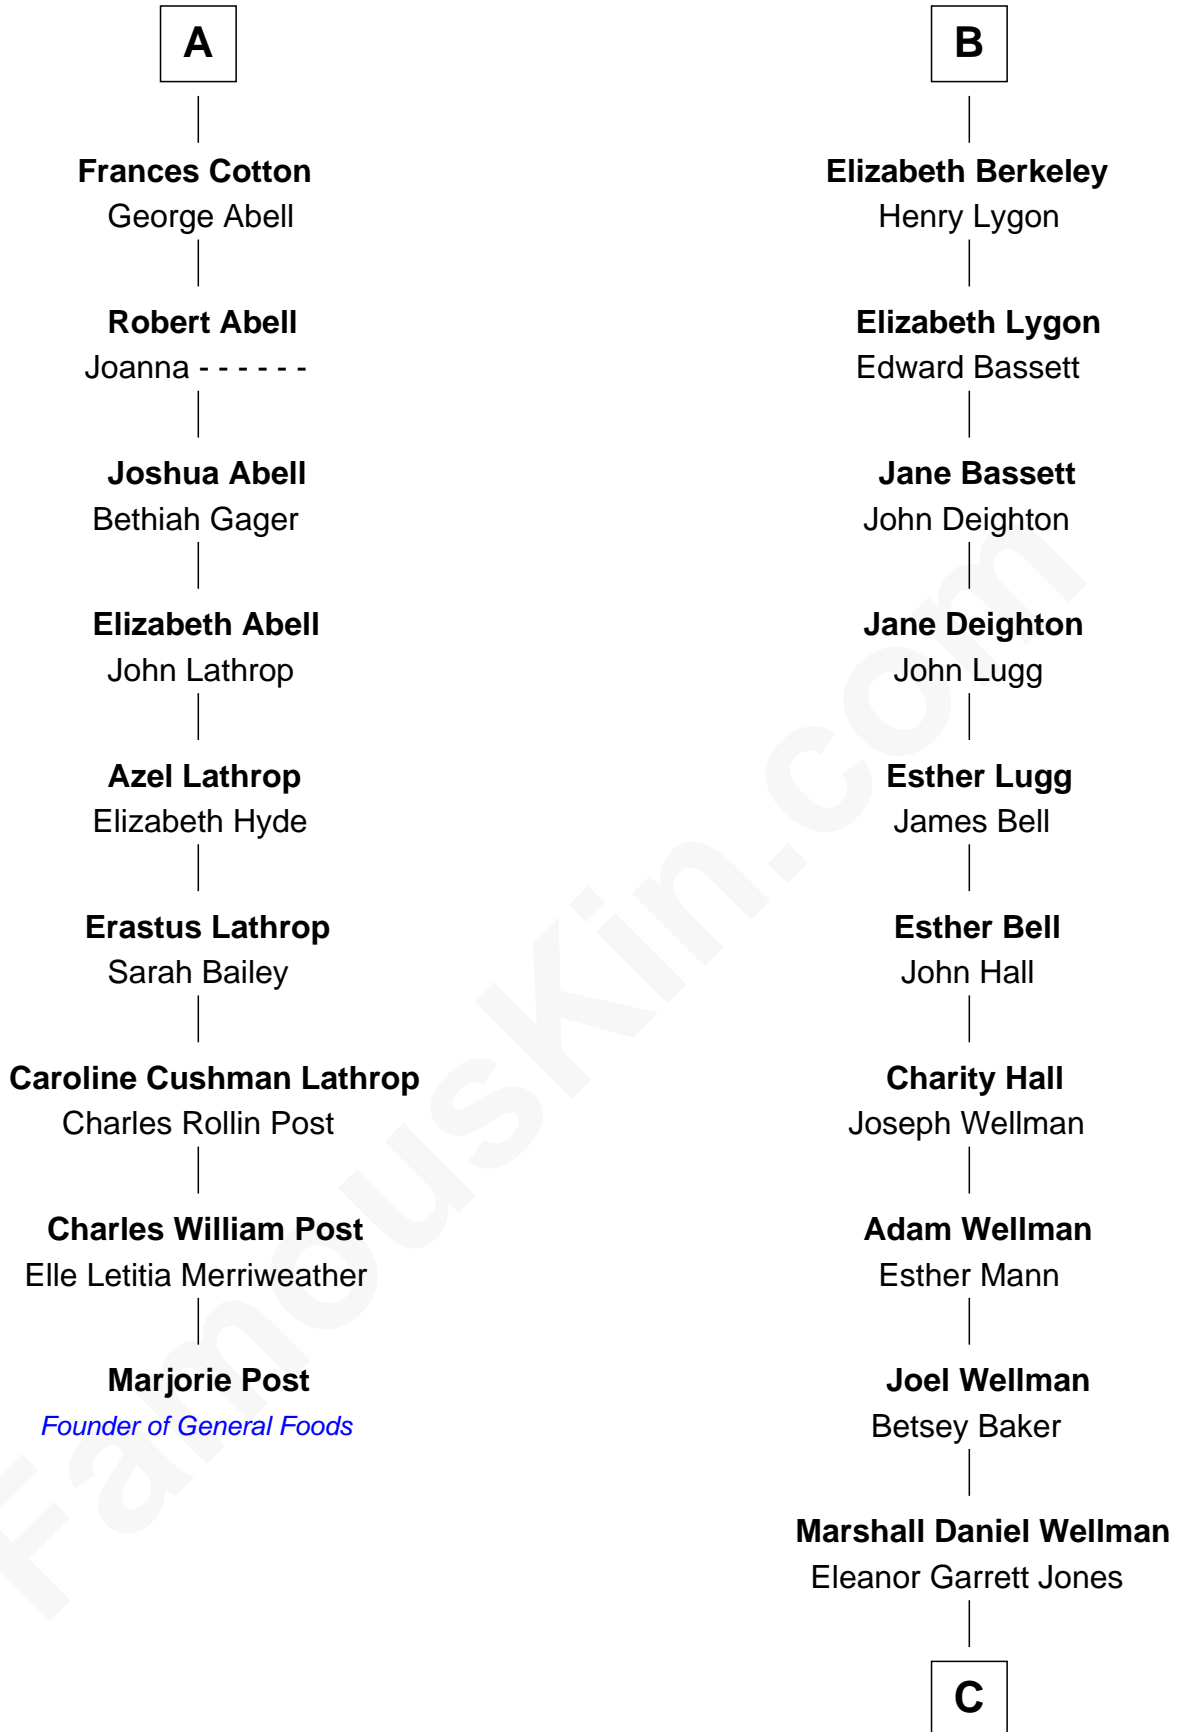 A
Frances Cotton
George Abell
Robert Abell
Joanna - - - - - -
Joshua Abell
Bethiah Gager
Elizabeth Abell
John Lathrop
Azel Lathrop
Elizabeth Hyde
Erastus Lathrop
Sarah Bailey
Caroline Cushman Lathrop
Charles Rollin Post
Charles William Post
Elle Letitia Merriweather
Marjorie Post
Founder of General Foods
B
Elizabeth Berkeley
Henry Lygon
Elizabeth Lygon
Edward Bassett
Jane Bassett
John Deighton
Jane Deighton
John Lugg
Esther Lugg
James Bell
Esther Bell
John Hall
Charity Hall
Joseph Wellman
Adam Wellman
Esther Mann
Joel Wellman
Betsey Baker
Marshall Daniel Wellman
Eleanor Garrett Jones
C
FamousKin.com